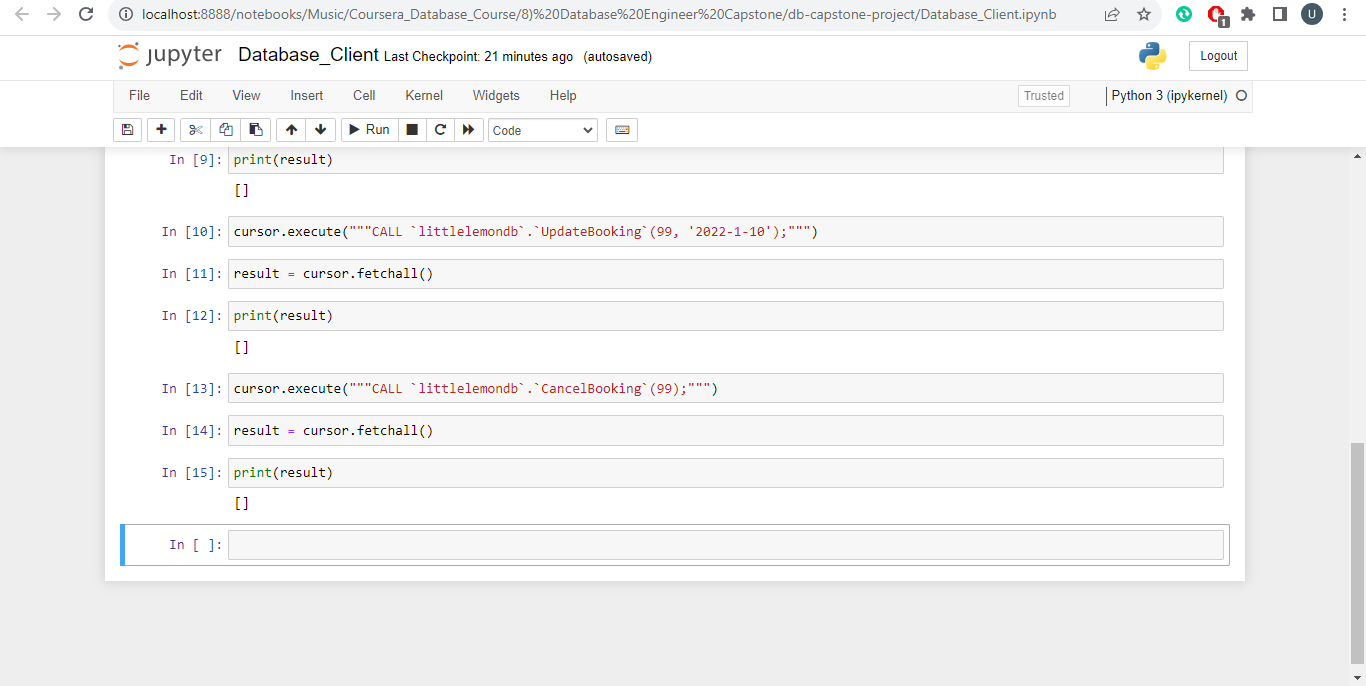 localhost:8888/notebooks/Music/Coursera_Database_Course/8)%20Database%20Engineer%20Capstone/db-capstone-project/Database_Client.ipynb
1
U
jupyter Database_Client Last Checkpoint: 21 minutes ago (autosaved)
Logout
File Edit View Insert Cell Kernel Widgets Help
Trusted
Python 3 (ipykernel)
Run
Code
In [9]: print(result)
[]
In [10]: cursor.execute("""CALL `littlelemondb`.`UpdateBooking`(99, '2022-1-10');""")
In [11]: result = cursor.fetchall()
In [12]: print(result)
[]
In [13]: cursor.execute("""CALL `littlelemondb`.`CancelBooking`(99);""")
In [14]: result = cursor.fetchall()
In [15]: print(result)
[]
In [ ]: